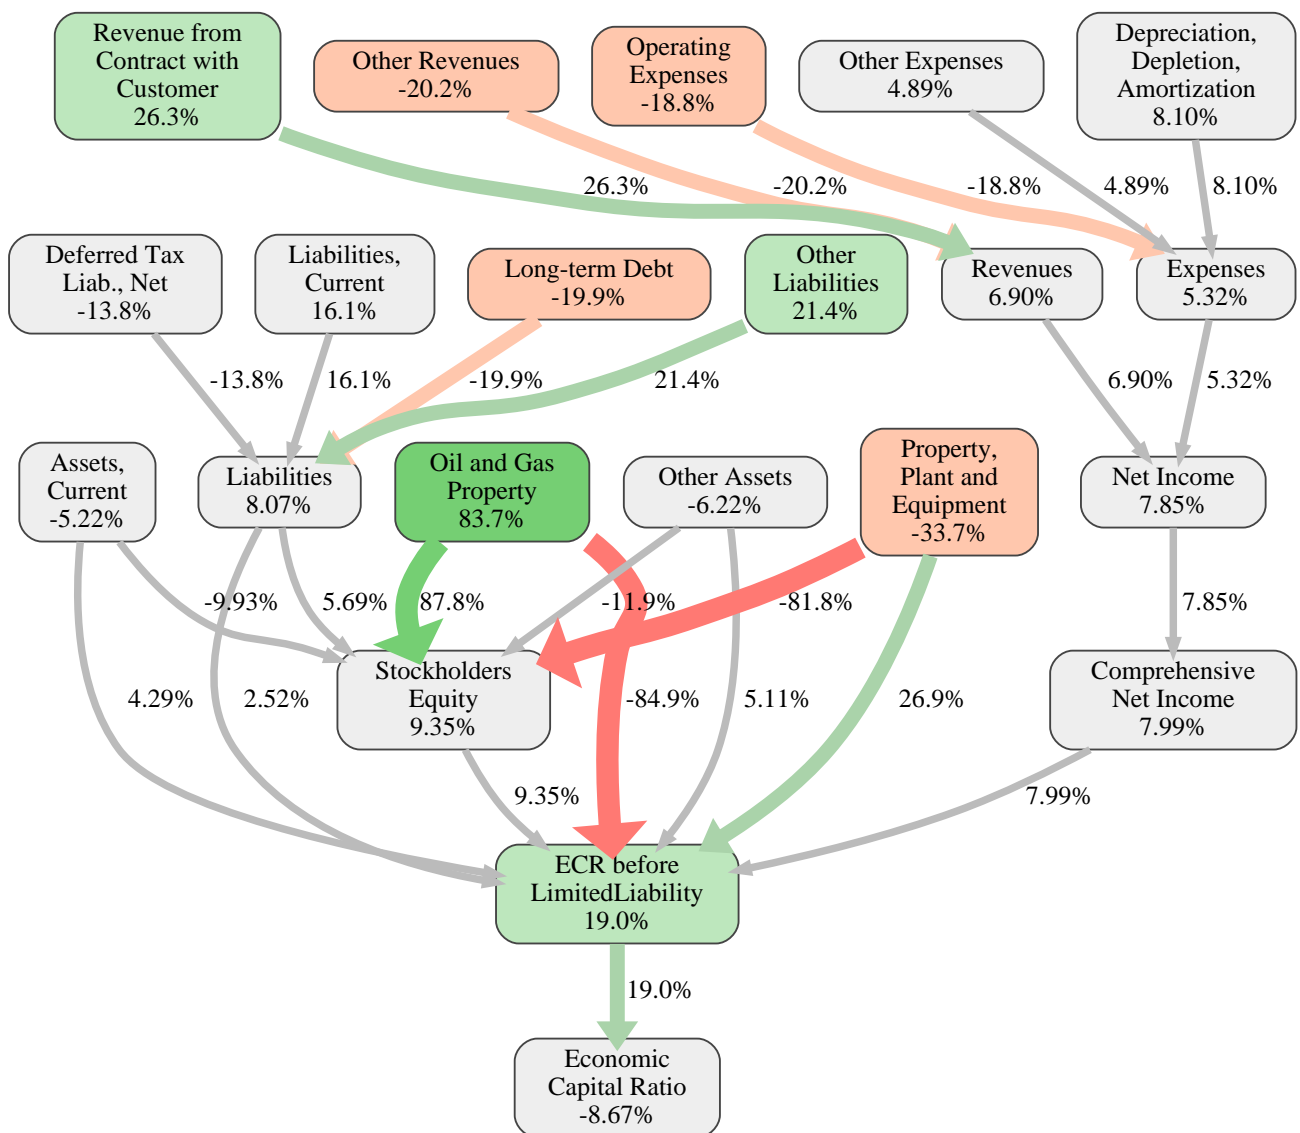 Revenue from
Contract with
Customer
26.3%
Other Revenues
-20.2%
Operating
Expenses
-18.8%
Other Expenses
4.89%
Depreciation,
Depletion,
Amortization
8.10%
26.3%
-20.2%
-18.8%
4.89%
8.10%
Deferred Tax
Liab., Net
-13.8%
Liabilities,
Current
16.1%
Long-term Debt
-19.9%
Other
Liabilities
21.4%
Revenues
6.90%
Expenses
5.32%
-13.8%
16.1%
-19.9%
21.4%
6.90%
5.32%
Assets,
Current
-5.22%
Liabilities
8.07%
Oil and Gas
Property
83.7%
Other Assets
-6.22%
Property,
Plant and
Equipment
-33.7%
Net Income
7.85%
-9.93%
5.69%
87.8%
-11.9%
-81.8%
7.85%
Stockholders
Equity
9.35%
Comprehensive
Net Income
7.99%
4.29%
2.52%
-84.9%
5.11%
26.9%
9.35%
7.99%
ECR before
LimitedLiability
19.0%
19.0%
Economic
Capital Ratio
-8.67%